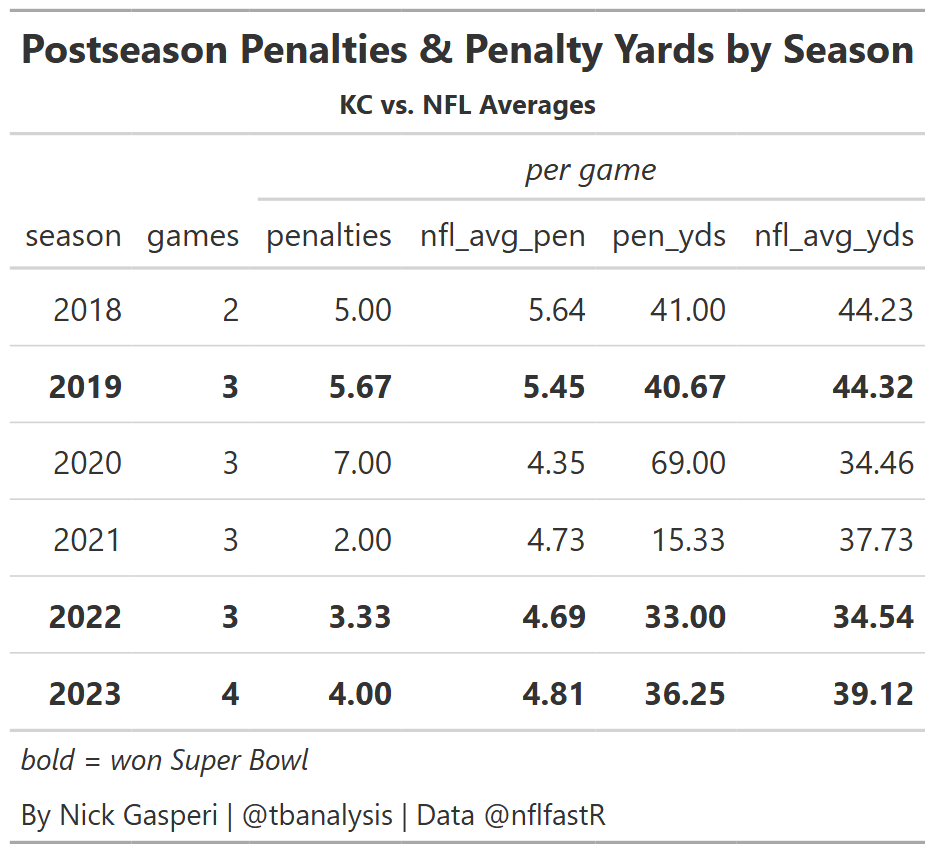 Postseason Penalties & Penalty Yards by Season
KC vs. NFL Averages
per game
season games penalties nfl_avg_pen pen_yds nfl_avg_yds
2018 2 5.00 5.64 41.00 44.23
2019 3 5.67 5.45 40.67 44.32
2020 3 7.00 4.35 69.00 34.46
2021 3 2.00 4.73 15.33 37.73
2022 3 3.33 4.69 33.00 34.54
2023 4 4.00 4.81 36.25 39.12
bold = won Super Bowl
By Nick Gasperi | @tbanalysis | Data @nflfastR